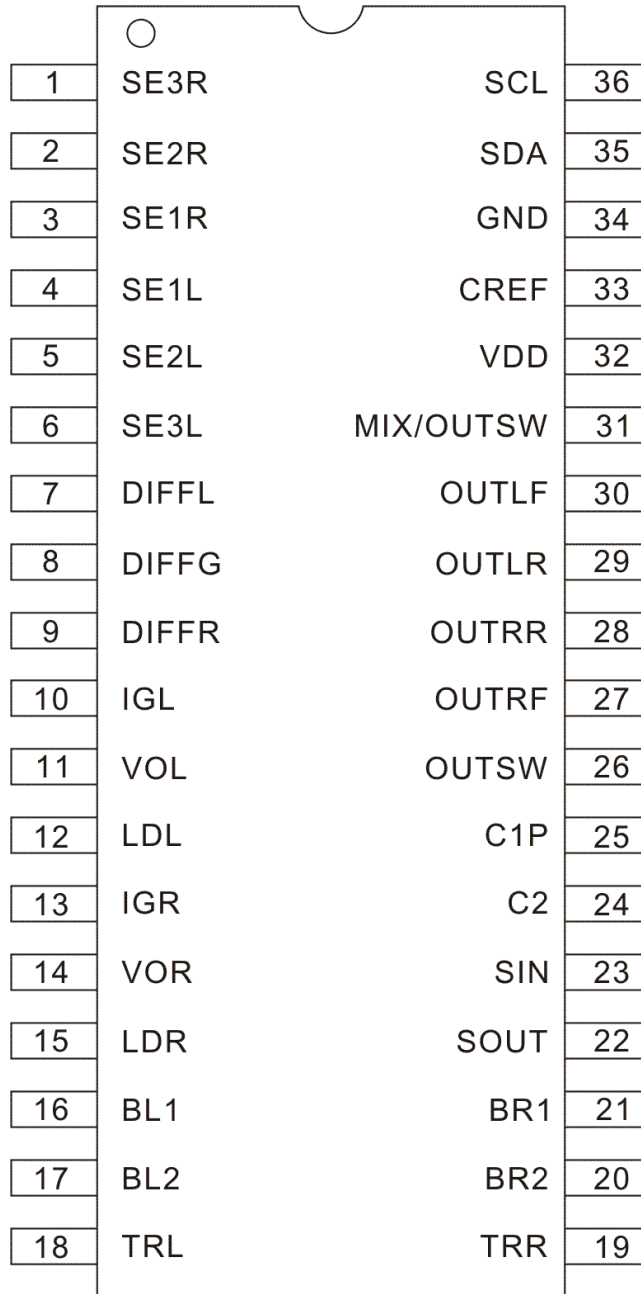 1 SE3R SCL 36
2 SE2R SDA 35
3 SE1R GND 34
4 SE1L CREF 33
5 SE2L VDD 32
6 SE3L MIX/OUTSW 31
7 DIFFL OUTLF 30
8 DIFFG OUTLR 29
9 DIFFR OUTRR 28
10 IGL OUTRF 27
11 VOL OUTSW 26
12 LDL C1P 25
13 IGR C2 24
14 VOR SIN 23
15 LDR SOUT 22
16 BL1 BR1 21
17 BL2 BR2 20
18 TRL TRR 19